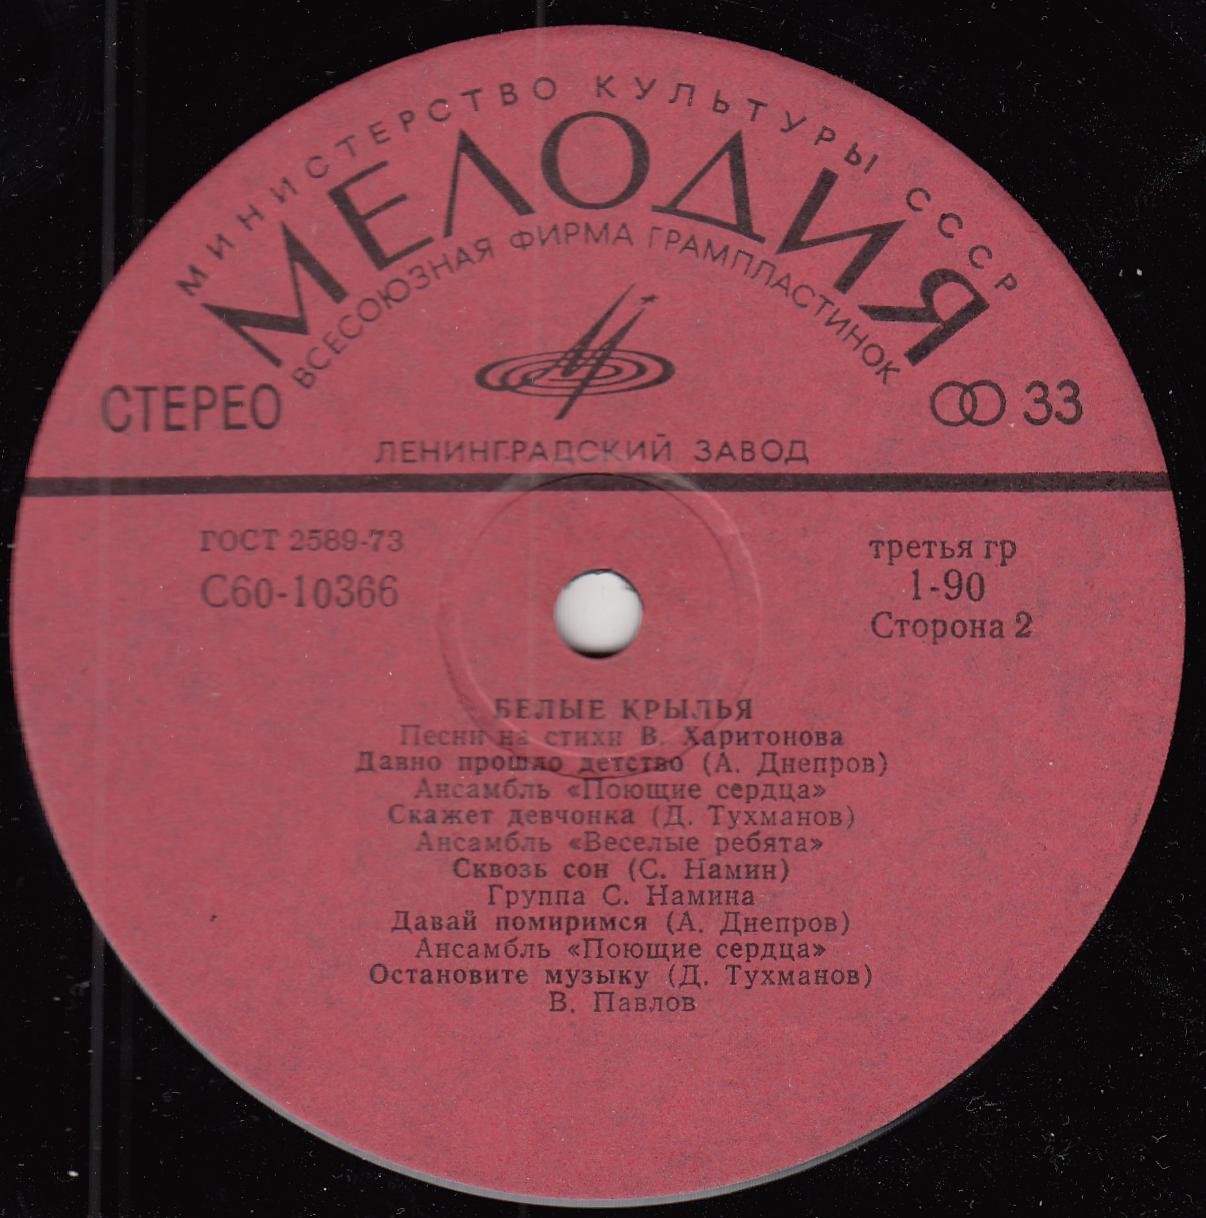 МИНИСТЕРСТВО КУЛЬТУРЫ СССР
МЕЛОДИЯ
ВСЕСОЮЗНАЯ ФИРМА ГРАМПЛАСТИНОК
СТЕРЕО
33
ЛЕНИНГРАДСКИЙ ЗАВОД
ГОСТ 2589-73
С60-10366
третья гр
1-90
Сторона 2
БЕЛЫЕ КРЫЛЬЯ
Песни на стихи В. Харитонова
Давно прошло детство (А. Днепров)
Ансамбль «Поющие сердца»
Скажет девчонка (Д. Тухманов)
Ансамбль «Веселые ребята»
Сквозь сон (С. Намин)
Группа С. Намина
Давай помиримся (А. Днепров)
Ансамбль «Поющие сердца»
Остановите музыку (Д. Тухманов)
В. Павлов